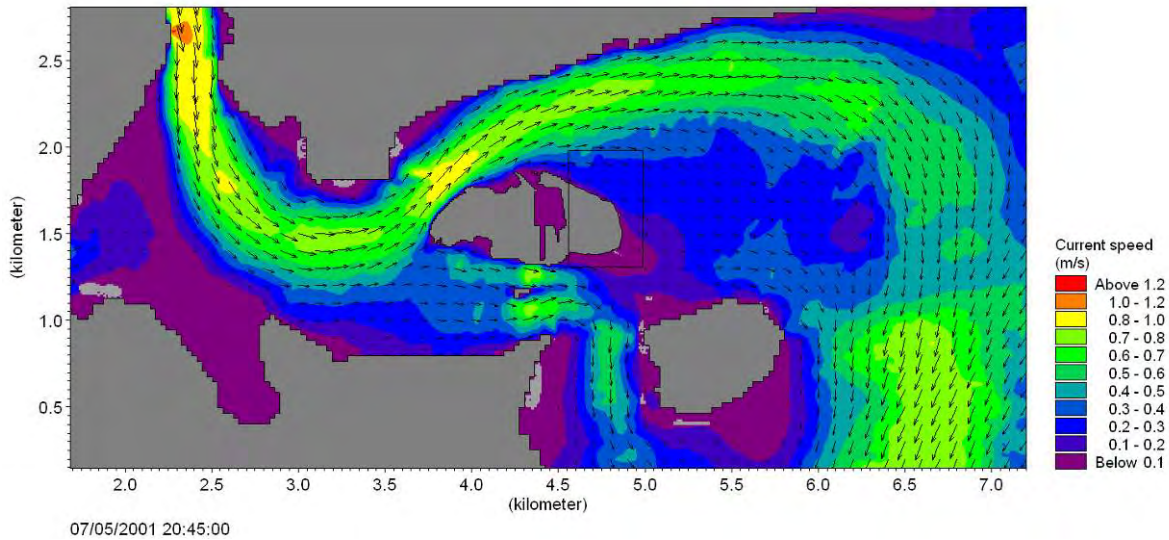 2.5
2.0
1.5
1.0
0.5
(kilometer)
2.0 2.5 3.0 3.5 4.0 4.5 5.0 5.5 6.0 6.5 7.0
(kilometer)
07/05/2001 20:45:00
Current speed
(m/s)
Above 1.2
1.0 - 1.2
0.8 - 1.0
0.7 - 0.8
0.6 - 0.7
0.5 - 0.6
0.4 - 0.5
0.3 - 0.4
0.2 - 0.3
0.1 - 0.2
Below 0.1